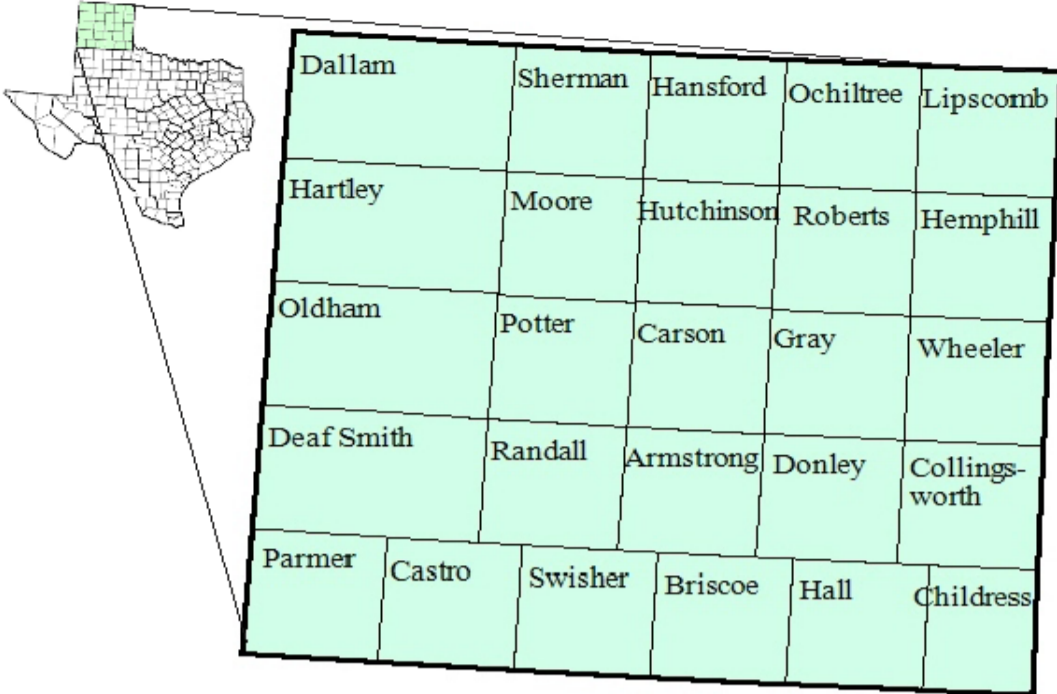 Dallam
Sherman
Hansford
Ochiltree
Lipscomb
Hartley
Moore
Hutchinson
Roberts
Hemphill
Oldham
Potter
Carson
Gray
Wheeler
Deaf Smith
Randall
Armstrong
Donley
Collings-
worth
Parmer
Castro
Swisher
Briscoe
Hall
Childress